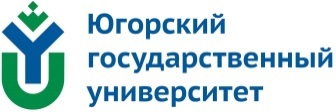 Югорский
государственный
университет